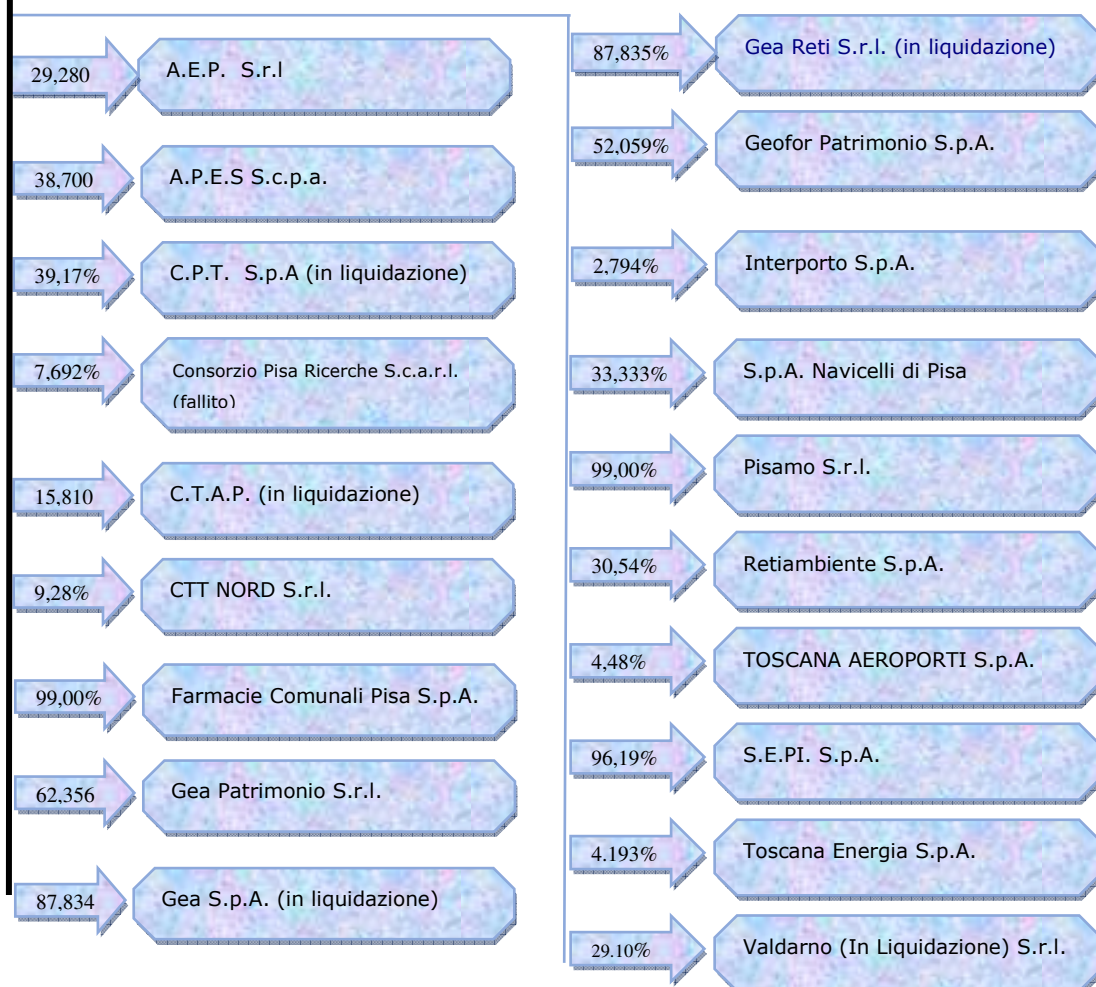 29,280 A.E.P. S.r.l
38,700 A.P.E.S S.c.p.a.
39,17% C.P.T. S.p.A (in liquidazione)
7,692% Consorzio Pisa Ricerche S.c.a.r.l.
(fallito)
15,810 C.T.A.P. (in liquidazione)
9,28% CTT NORD S.r.l.
99,00% Farmacie Comunali Pisa S.p.A.
62,356 Gea Patrimonio S.r.l.
87,834 Gea S.p.A. (in liquidazione)
87,835% Gea Reti S.r.l. (in liquidazione)
52,059% Geofor Patrimonio S.p.A.
2,794% Interporto S.p.A.
33,333% S.p.A. Navicelli di Pisa
99,00% Pisamo S.r.l.
30,54% Retiambiente S.p.A.
4,48% TOSCANA AEROPORTI S.p.A.
96,19% S.E.PI. S.p.A.
4.193% Toscana Energia S.p.A.
29.10% Valdarno (In Liquidazione) S.r.l.